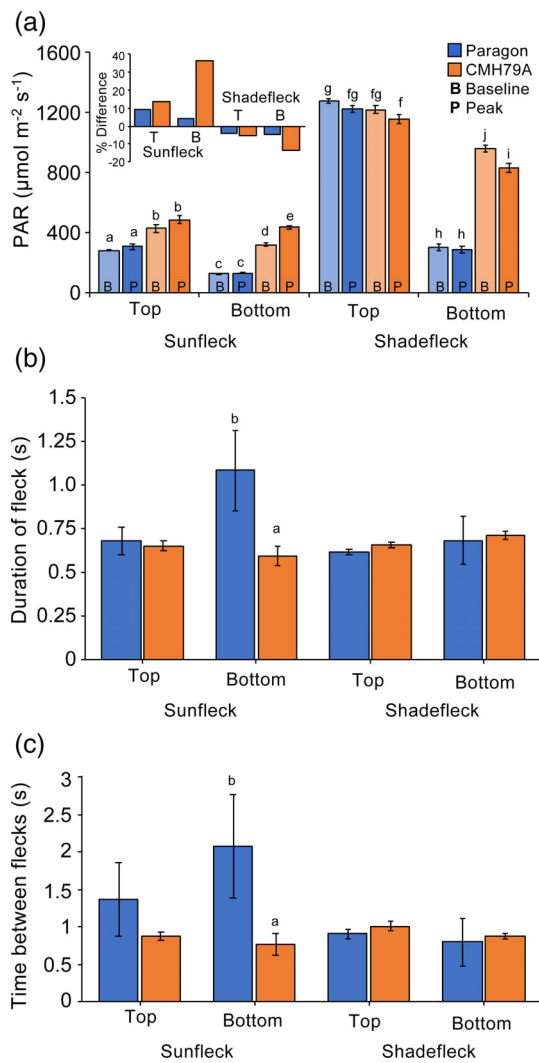 (a)
1600
1200
800
400
0
PAR (μmol m⁻² s⁻¹)
% Difference
40
30
20
10
0
-10
-20
T B
Sunfleck
Shadefleck
T B
Paragon
CMH79A
B Baseline
P Peak
a a b b c c d e g fg fg f h h j i
B P B P B P B P B P B P B P B P
Top Bottom Top Bottom
Sunfleck Shadefleck
(b)
Duration of fleck (s)
1.5
1.25
1.0
0.75
0.5
0.25
0
b
a
Top Bottom Top Bottom
Sunfleck Shadefleck
(c)
Time between flecks (s)
3
2.5
2
1.5
1
0.5
0
b
a
Top Bottom Top Bottom
Sunfleck Shadefleck